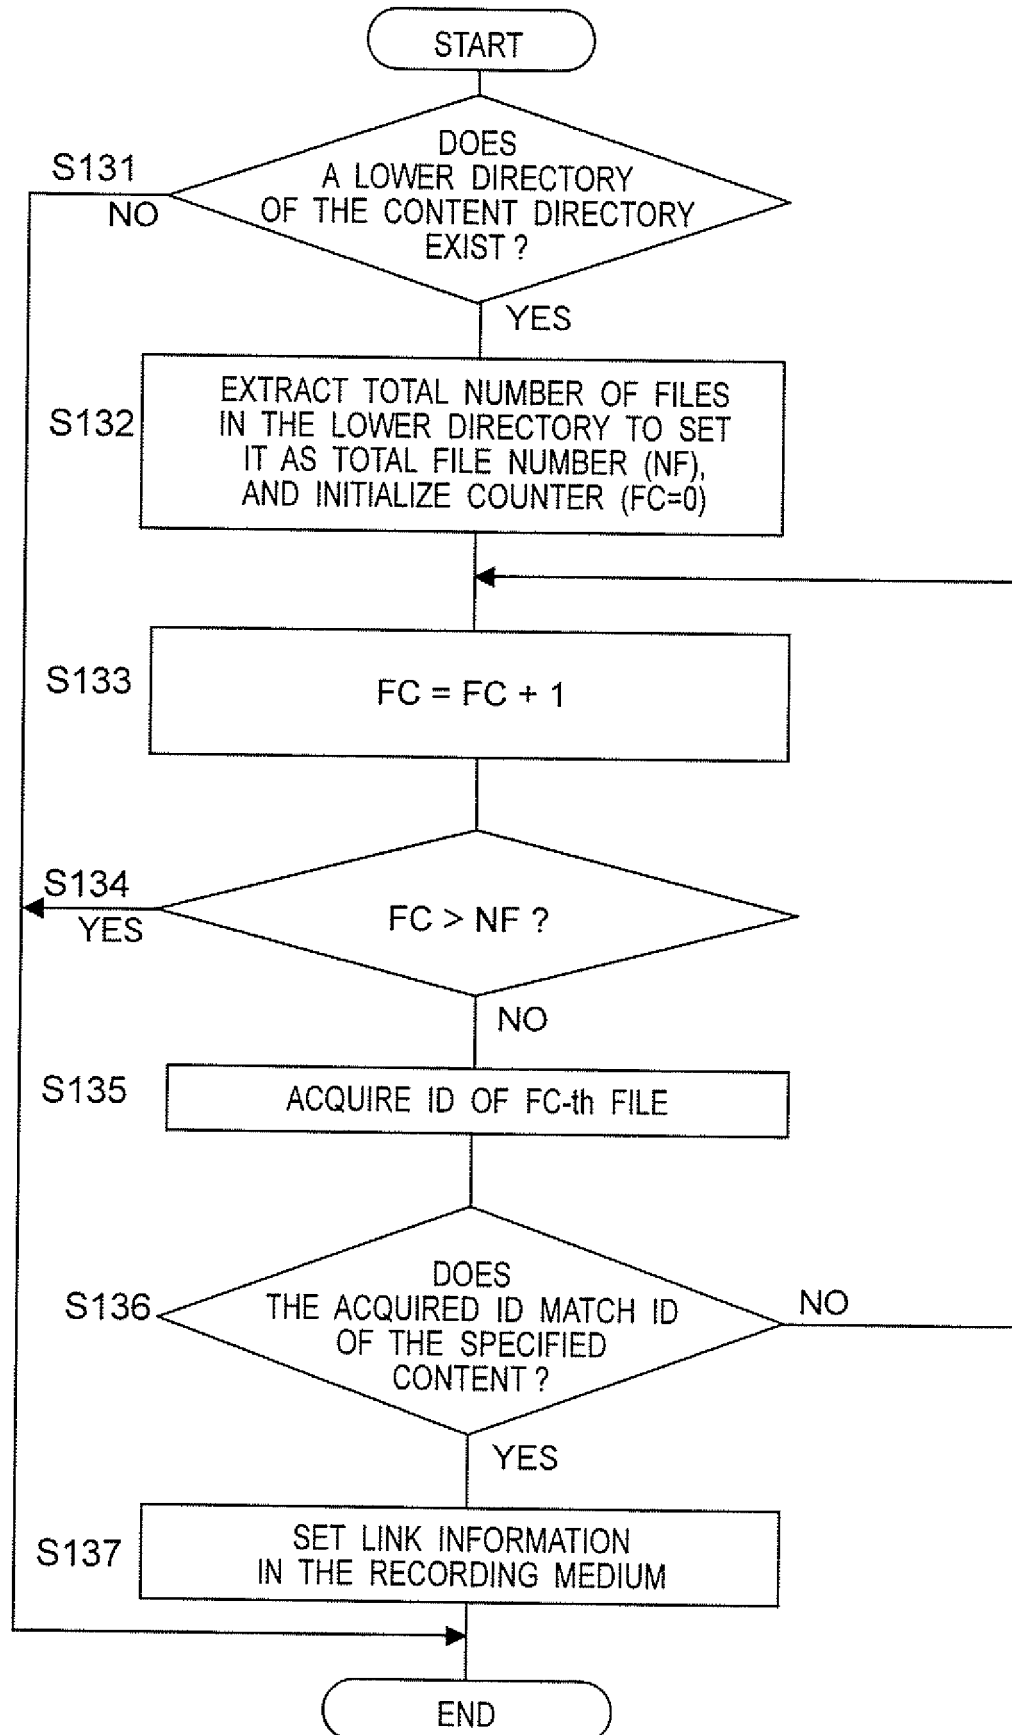 START
DOES
A LOWER DIRECTORY
OF THE CONTENT DIRECTORY
EXIST ?
S131
NO
YES
EXTRACT TOTAL NUMBER OF FILES
IN THE LOWER DIRECTORY TO SET
IT AS TOTAL FILE NUMBER (NF),
AND INITIALIZE COUNTER (FC=0)
S132
S133
FC = FC + 1
S134
YES
FC > NF ?
NO
S135
ACQUIRE ID OF FC-th FILE
S136
DOES
THE ACQUIRED ID MATCH ID
OF THE SPECIFIED
CONTENT ?
NO
YES
S137
SET LINK INFORMATION
IN THE RECORDING MEDIUM
END